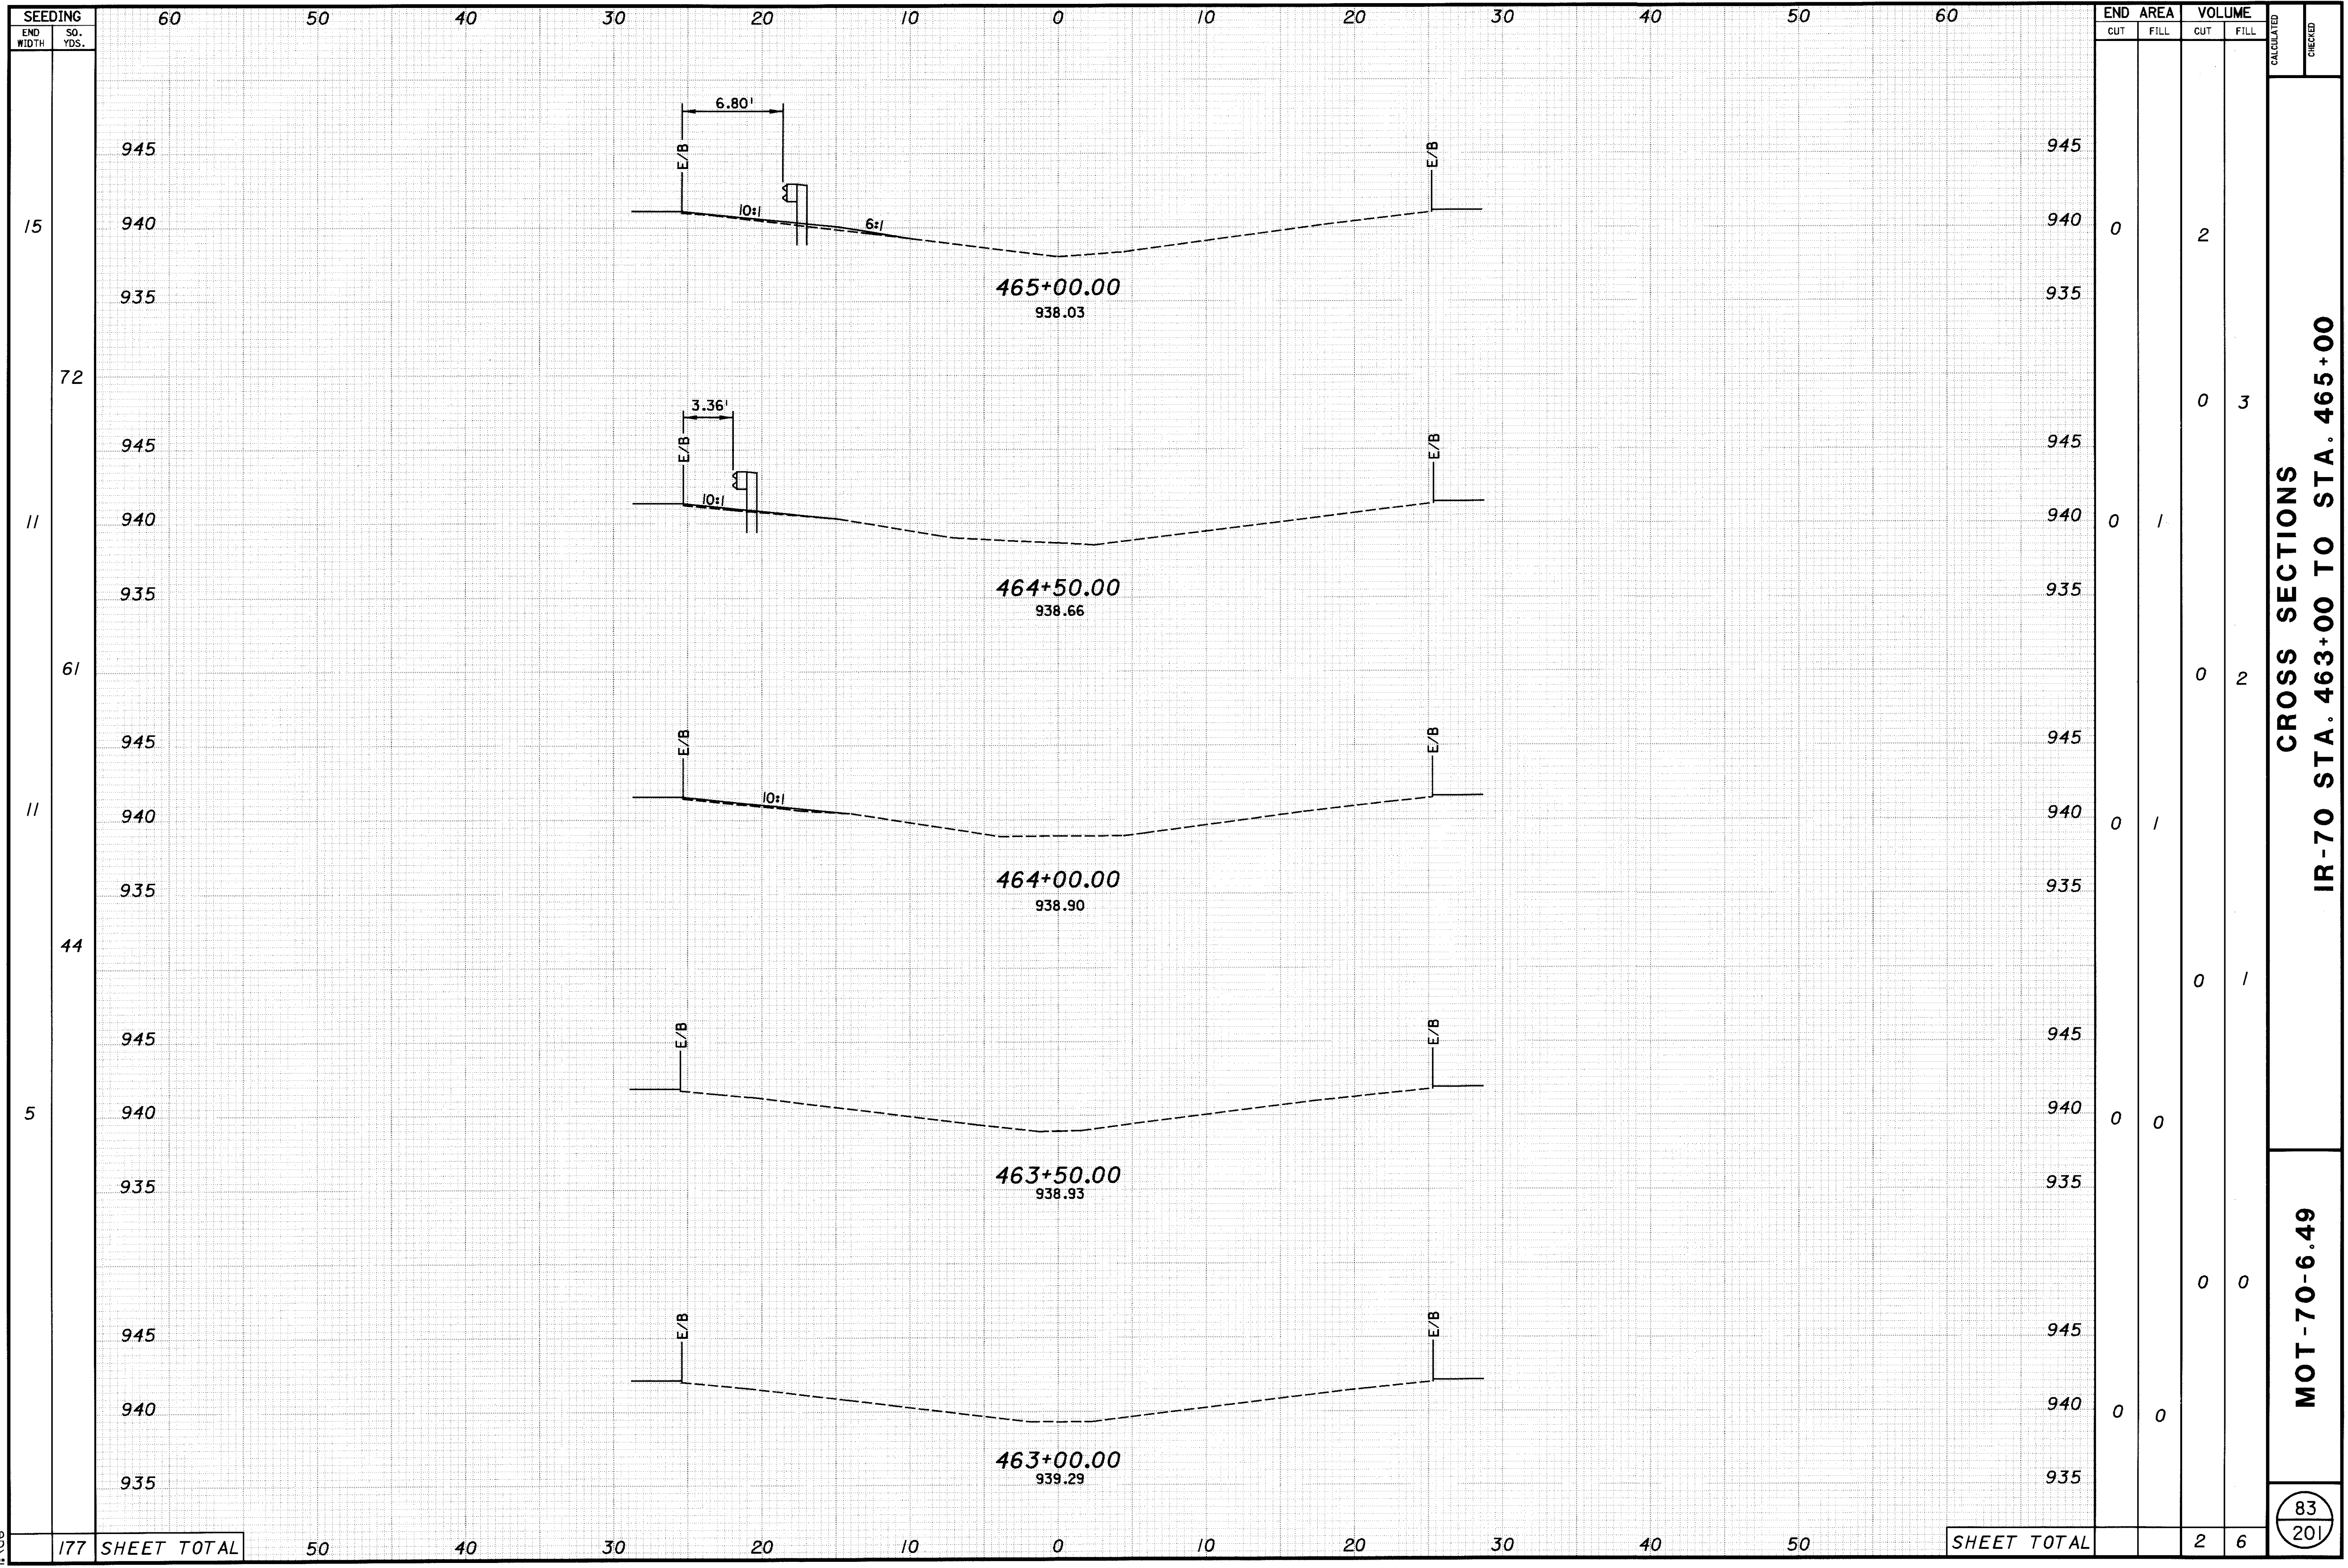 SEEDING
END WIDTH
SQ. YDS.
60 50 40 30 20 10 0 10 20 30 40 50 60
END AREA
VOLUME
CUT FILL CUT FILL
CALCULATED
CHECKED
6.80'
E/B
E/B
945 945
10:1
6:1
15 940 940 0 2
935 935
465+00.00
938.03
72
0 3
3.36'
E/B
E/B
945 945
10:1
11 940 940 0 1
935 935
464+50.00
938.66
61
0 2
E/B
E/B
945 945
10:1
11 940 940 0 1
935 935
464+00.00
938.90
44
0 1
E/B
E/B
945 945
5 940 940 0 0
935 935
463+50.00
938.93
0 0
E/B
E/B
945 945
940 940 0 0
935 935
463+00.00
939.29
177 SHEET TOTAL
50 40 30 20 10 0 10 20 30 40 50
SHEET TOTAL 2 6
CROSS SECTIONS
IR-70 STA. 463+00 TO STA. 465+00
MOT-70-6.49
83
201